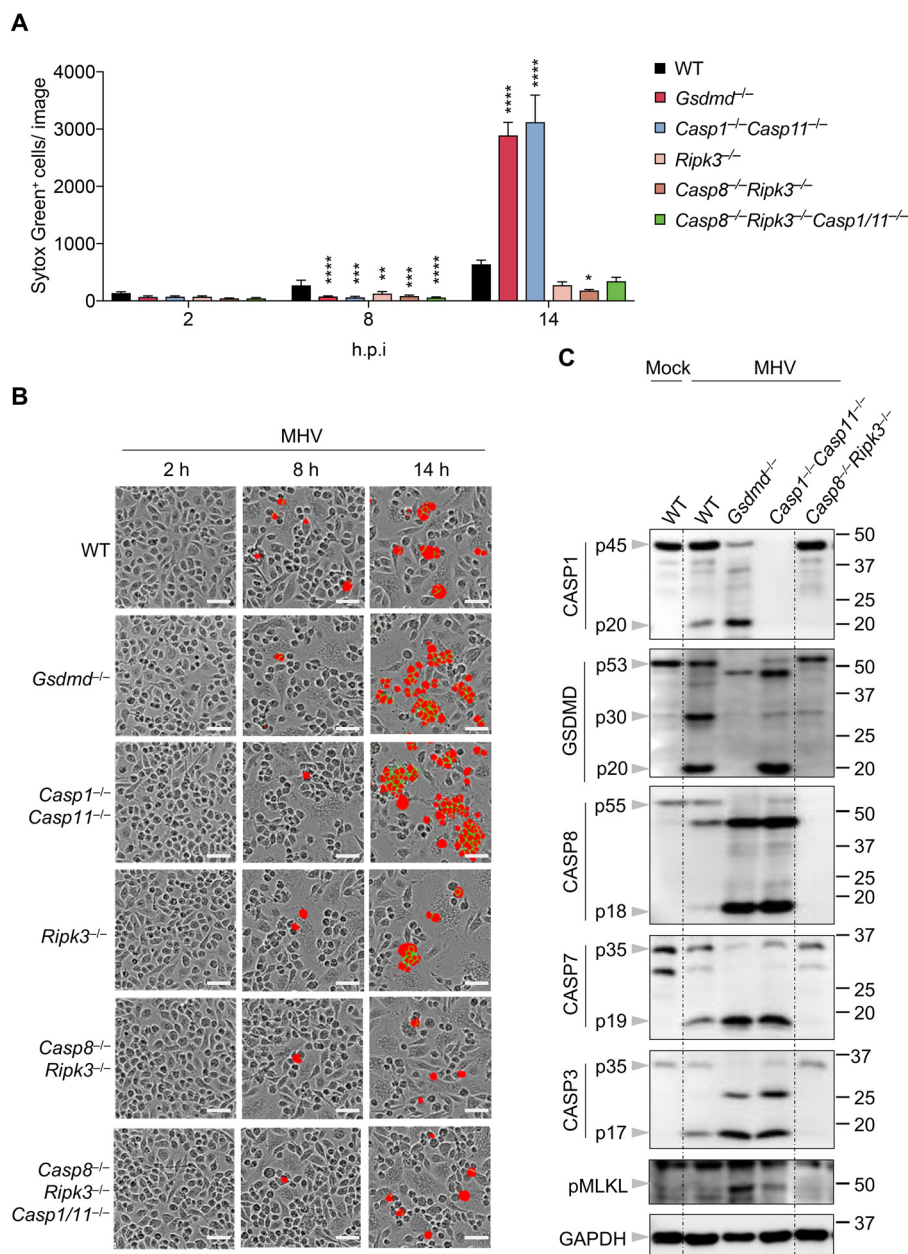 A
Sytox Green⁺ cells/ image
4000
3000
2000
1000
0
****
***
**
***
****
****
****
*
2
8
14
h.p.i
WT
Gsdmd⁻/⁻
Casp1⁻/⁻Casp11⁻/⁻
Ripk3⁻/⁻
Casp8⁻/⁻Ripk3⁻/⁻
Casp8⁻/⁻Ripk3⁻/⁻Casp1/11⁻/⁻
B
MHV
2 h
8 h
14 h
WT
Gsdmd⁻/⁻
Casp1⁻/⁻
Casp11⁻/⁻
Ripk3⁻/⁻
Casp8⁻/⁻
Ripk3⁻/⁻
Casp8⁻/⁻
Ripk3⁻/⁻
Casp1/11⁻/⁻
C
Mock
MHV
WT
WT
Gsdmd⁻/⁻
Casp1⁻/⁻Casp11⁻/⁻
Casp8⁻/⁻Ripk3⁻/⁻
CASP1
p45
p20
50
37
25
20
GSDMD
p53
p30
p20
50
37
25
20
CASP8
p55
p18
50
37
25
20
CASP7
p35
p19
37
25
20
CASP3
p35
p17
37
25
20
pMLKL
50
GAPDH
37
25